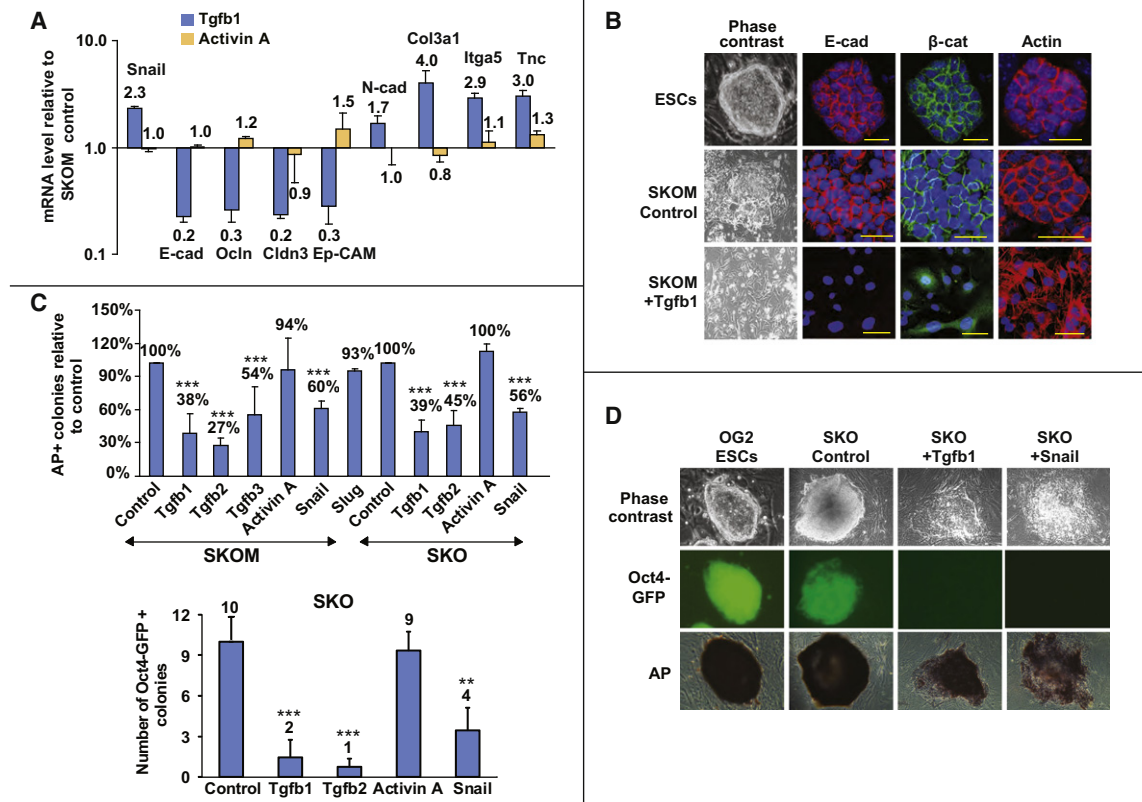 A
Tgfb1
Activin A
mRNA level relative to
SKOM control
10.0
1.0
0.1
Snail
2.3
1.0
0.2
E-cad
1.0
0.3
Ocln
1.2
0.2
Cldn3
0.9
0.3
Ep-CAM
1.5
N-cad
1.7
1.0
Col3a1
4.0
0.8
Itga5
2.9
1.1
Tnc
3.0
1.3
B
Phase
contrast
E-cad
β-cat
Actin
ESCs
SKOM
Control
SKOM
+Tgfb1
C
AP+ colonies relative
to control
150%
120%
90%
60%
30%
0%
100%
***
38%
***
27%
***
54%
94%
***
60%
93%
100%
***
39%
***
45%
100%
***
56%
Control
Tgfb1
Tgfb2
Tgfb3
Activin A
Snail
Slug
Control
Tgfb1
Tgfb2
Activin A
Snail
SKOM
SKO
SKO
Number of Oct4-GFP +
colonies
12
9
6
3
0
10
***
2
***
1
9
**
4
Control
Tgfb1
Tgfb2
Activin A
Snail
D
OG2
ESCs
SKO
Control
SKO
+Tgfb1
SKO
+Snail
Phase
contrast
Oct4-
GFP
AP